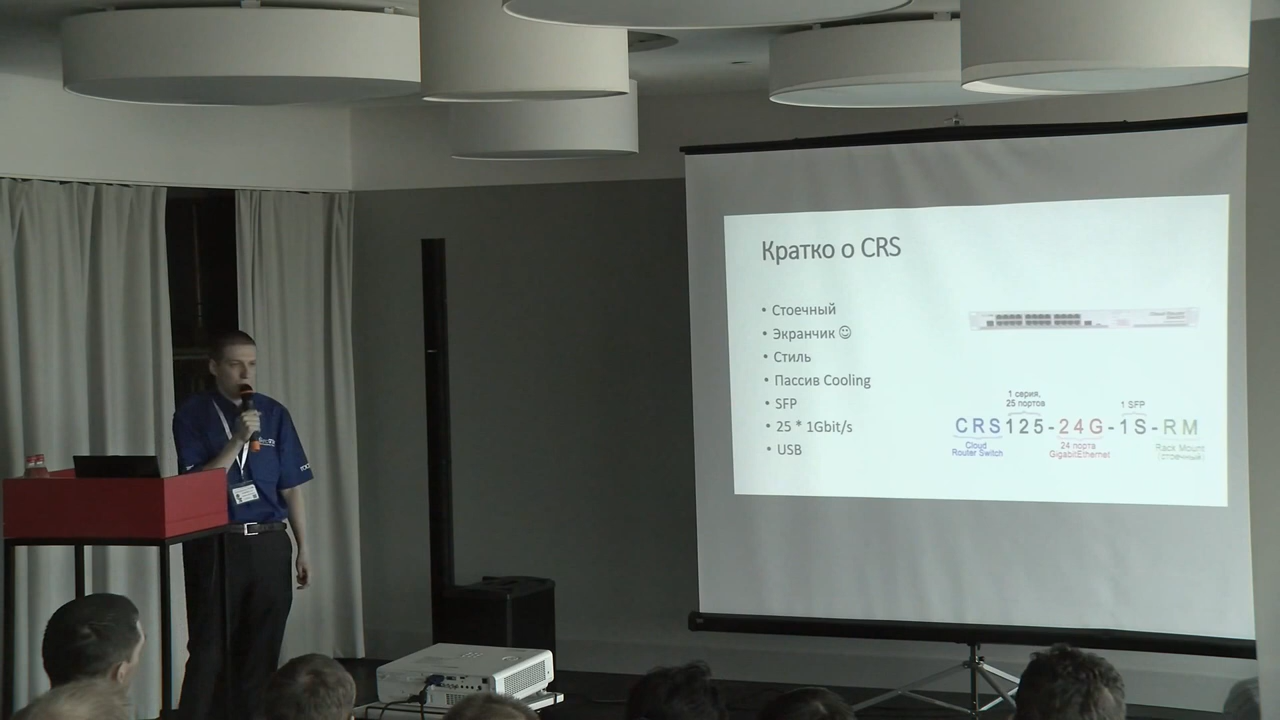 Кратко о CRS
• Стоечный
• Экранчик ☺
• Стиль
• Пассив Cooling
• SFP
• 25 * 1Gbit/s
• USB
1 серия,
25 портов
1 SFP
CRS125-24G-1S-RM
Cloud
Router Switch
24 порта
GigabitEthernet
Rack Mount
(стоечный)